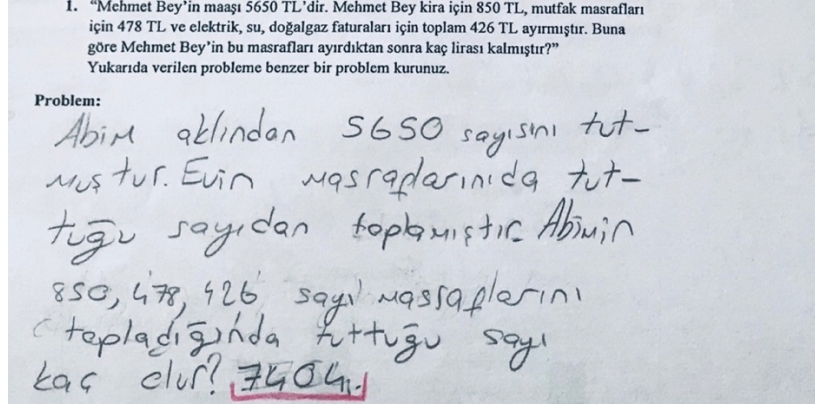 1. "Mehmet Bey'in maaşı 5650 TL'dir. Mehmet Bey kira için 850 TL, mutfak masrafları
için 478 TL ve elektrik, su, doğalgaz faturaları için toplam 426 TL ayırmıştır. Buna
göre Mehmet Bey'in bu masrafları ayırdıktan sonra kaç lirası kalmıştır?"
Yukarıda verilen probleme benzer bir problem kurunuz.
Problem:
Abim aklından 5650 sayısını tut-
muştur. Evin masraflarınıda tut-
tuğu sayıdan toplamıştır. Abimin
850, 478, 426 sayı masraflarını
topladığında tuttuğu sayı
kaç olur? 7404.